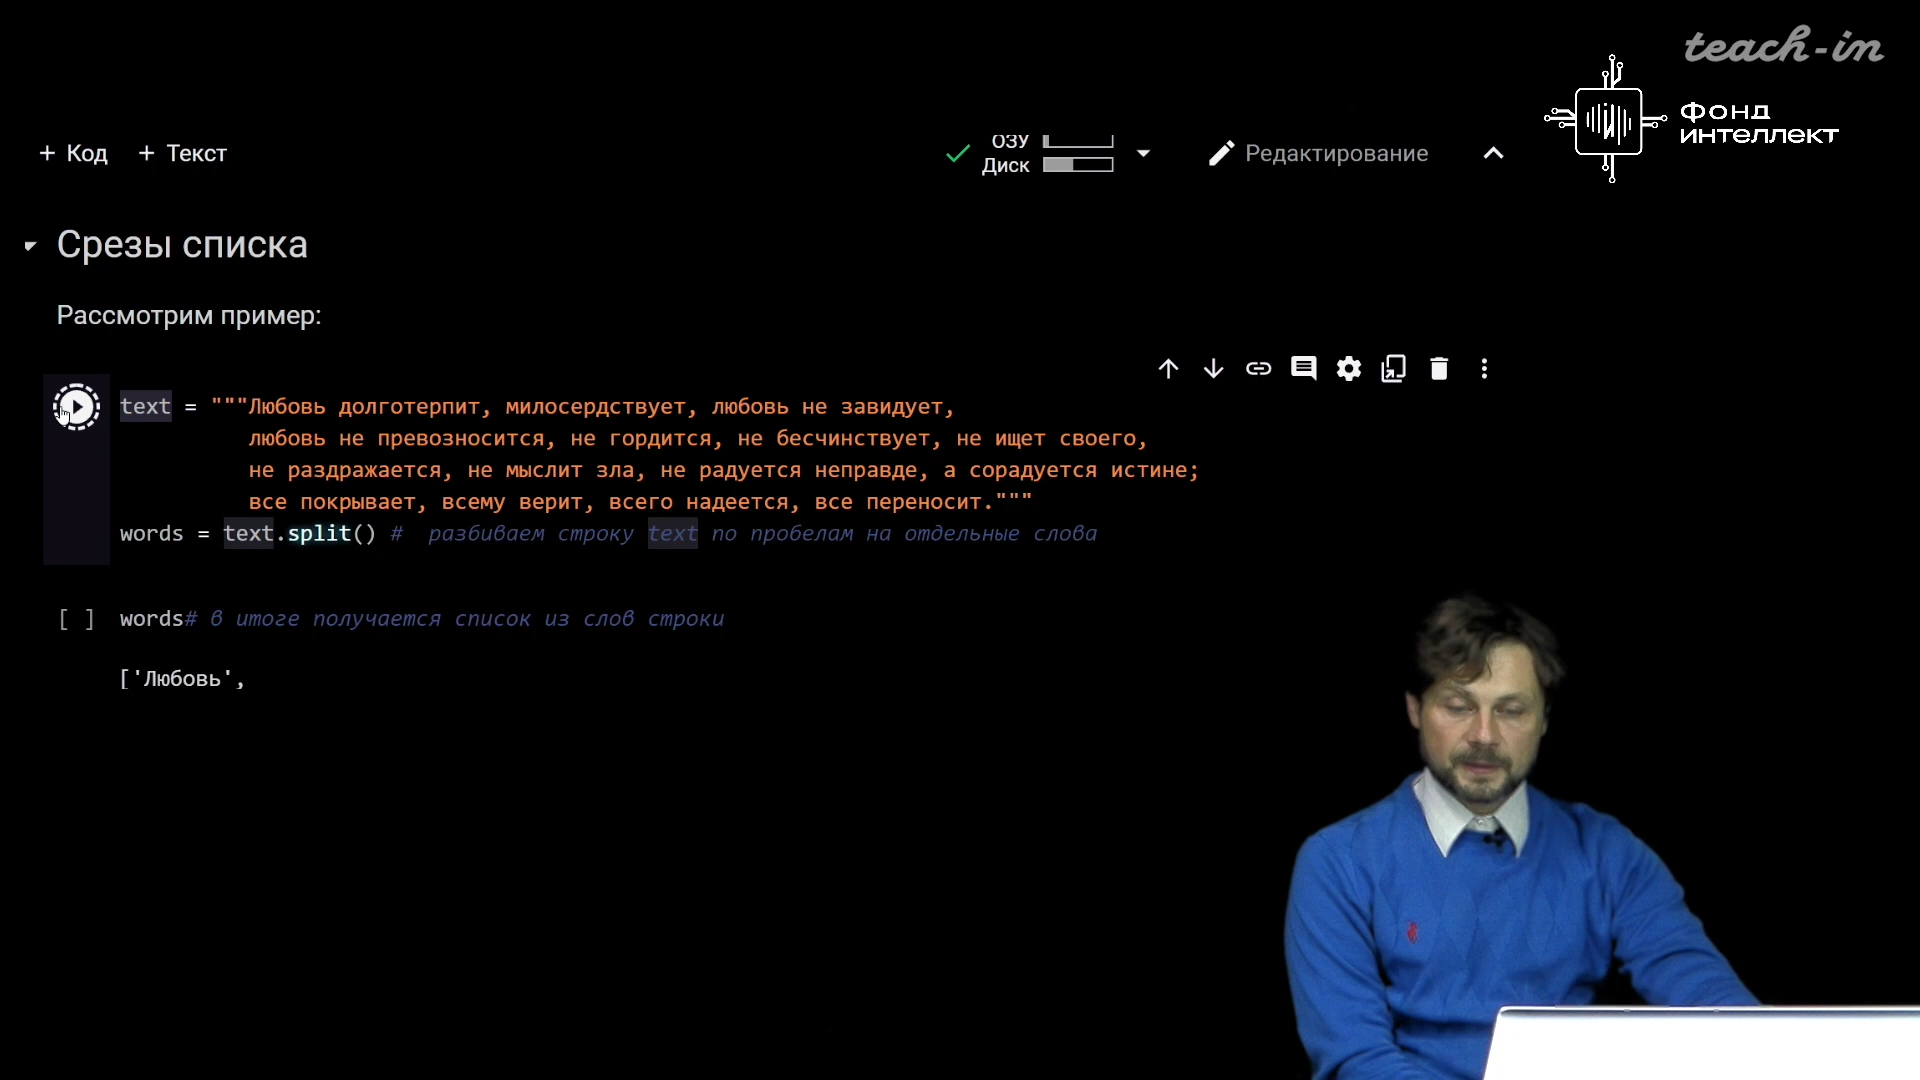 teach-in
Фонд
интеллект
+ Код + Текст
ОЗУ
Диск
Редактирование
Срезы списка
Рассмотрим пример:
text = """Любовь долготерпит, милосердствует, любовь не завидует,
любовь не превозносится, не гордится, не бесчинствует, не ищет своего,
не раздражается, не мыслит зла, не радуется неправде, а сорадуется истине;
все покрывает, всему верит, всего надеется, все переносит."""
words = text.split() # разбиваем строку text по пробелам на отдельные слова
[ ] words# в итоге получается список из слов строки
['Любовь',